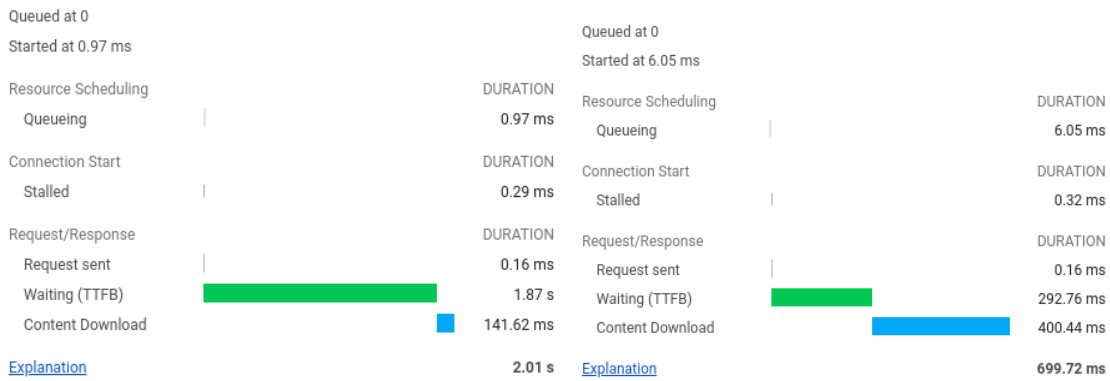 Queued at 0
Started at 0.97 ms
Resource Scheduling DURATION
Queueing 0.97 ms
Connection Start DURATION
Stalled 0.29 ms
Request/Response DURATION
Request sent 0.16 ms
Waiting (TTFB) 1.87 s
Content Download 141.62 ms
Explanation 2.01 s
Queued at 0
Started at 6.05 ms
Resource Scheduling DURATION
Queueing 6.05 ms
Connection Start DURATION
Stalled 0.32 ms
Request/Response DURATION
Request sent 0.16 ms
Waiting (TTFB) 292.76 ms
Content Download 400.44 ms
Explanation 699.72 ms